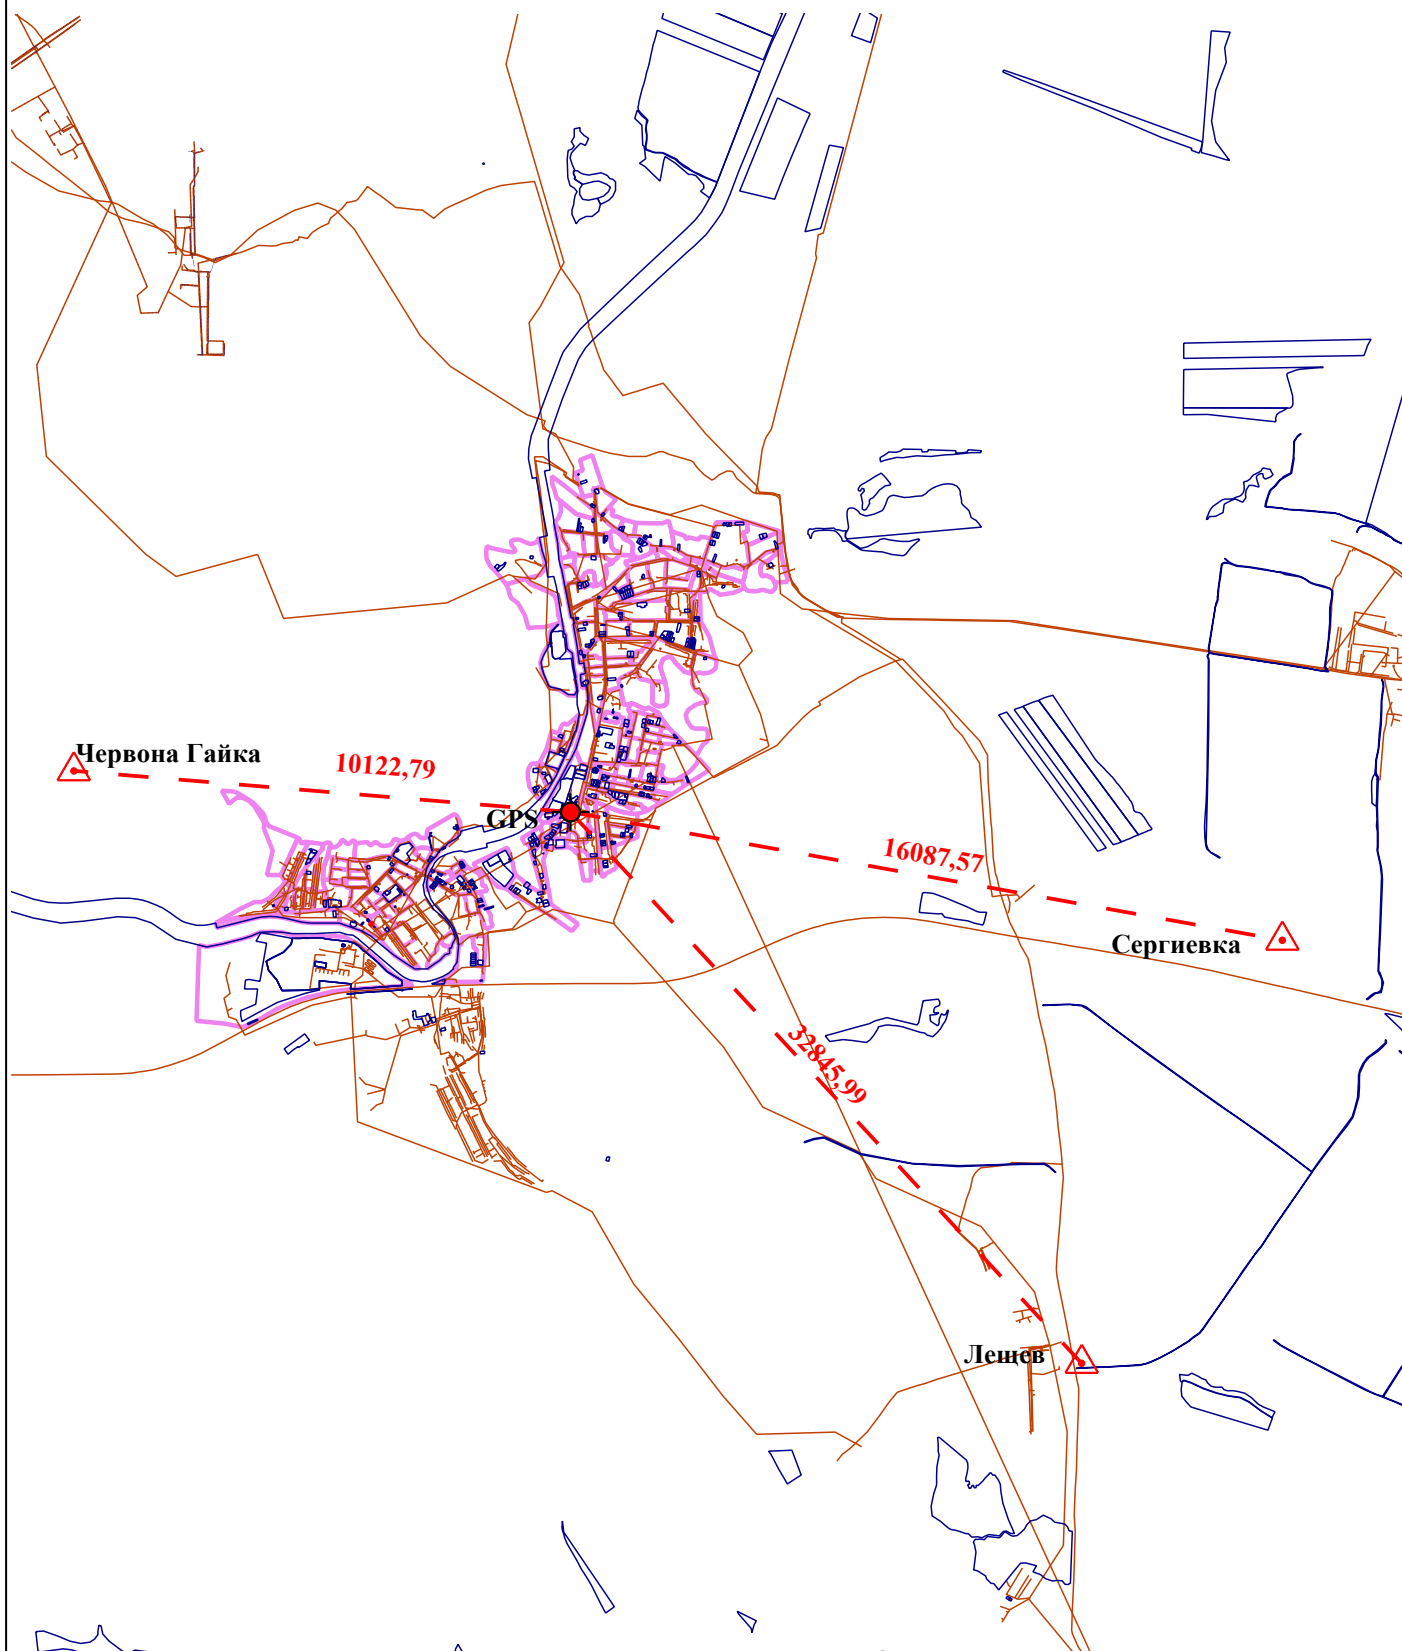 Червона Гайка
10122,79
GPS
16087,57
Сергиевка
32845,99
Лещев